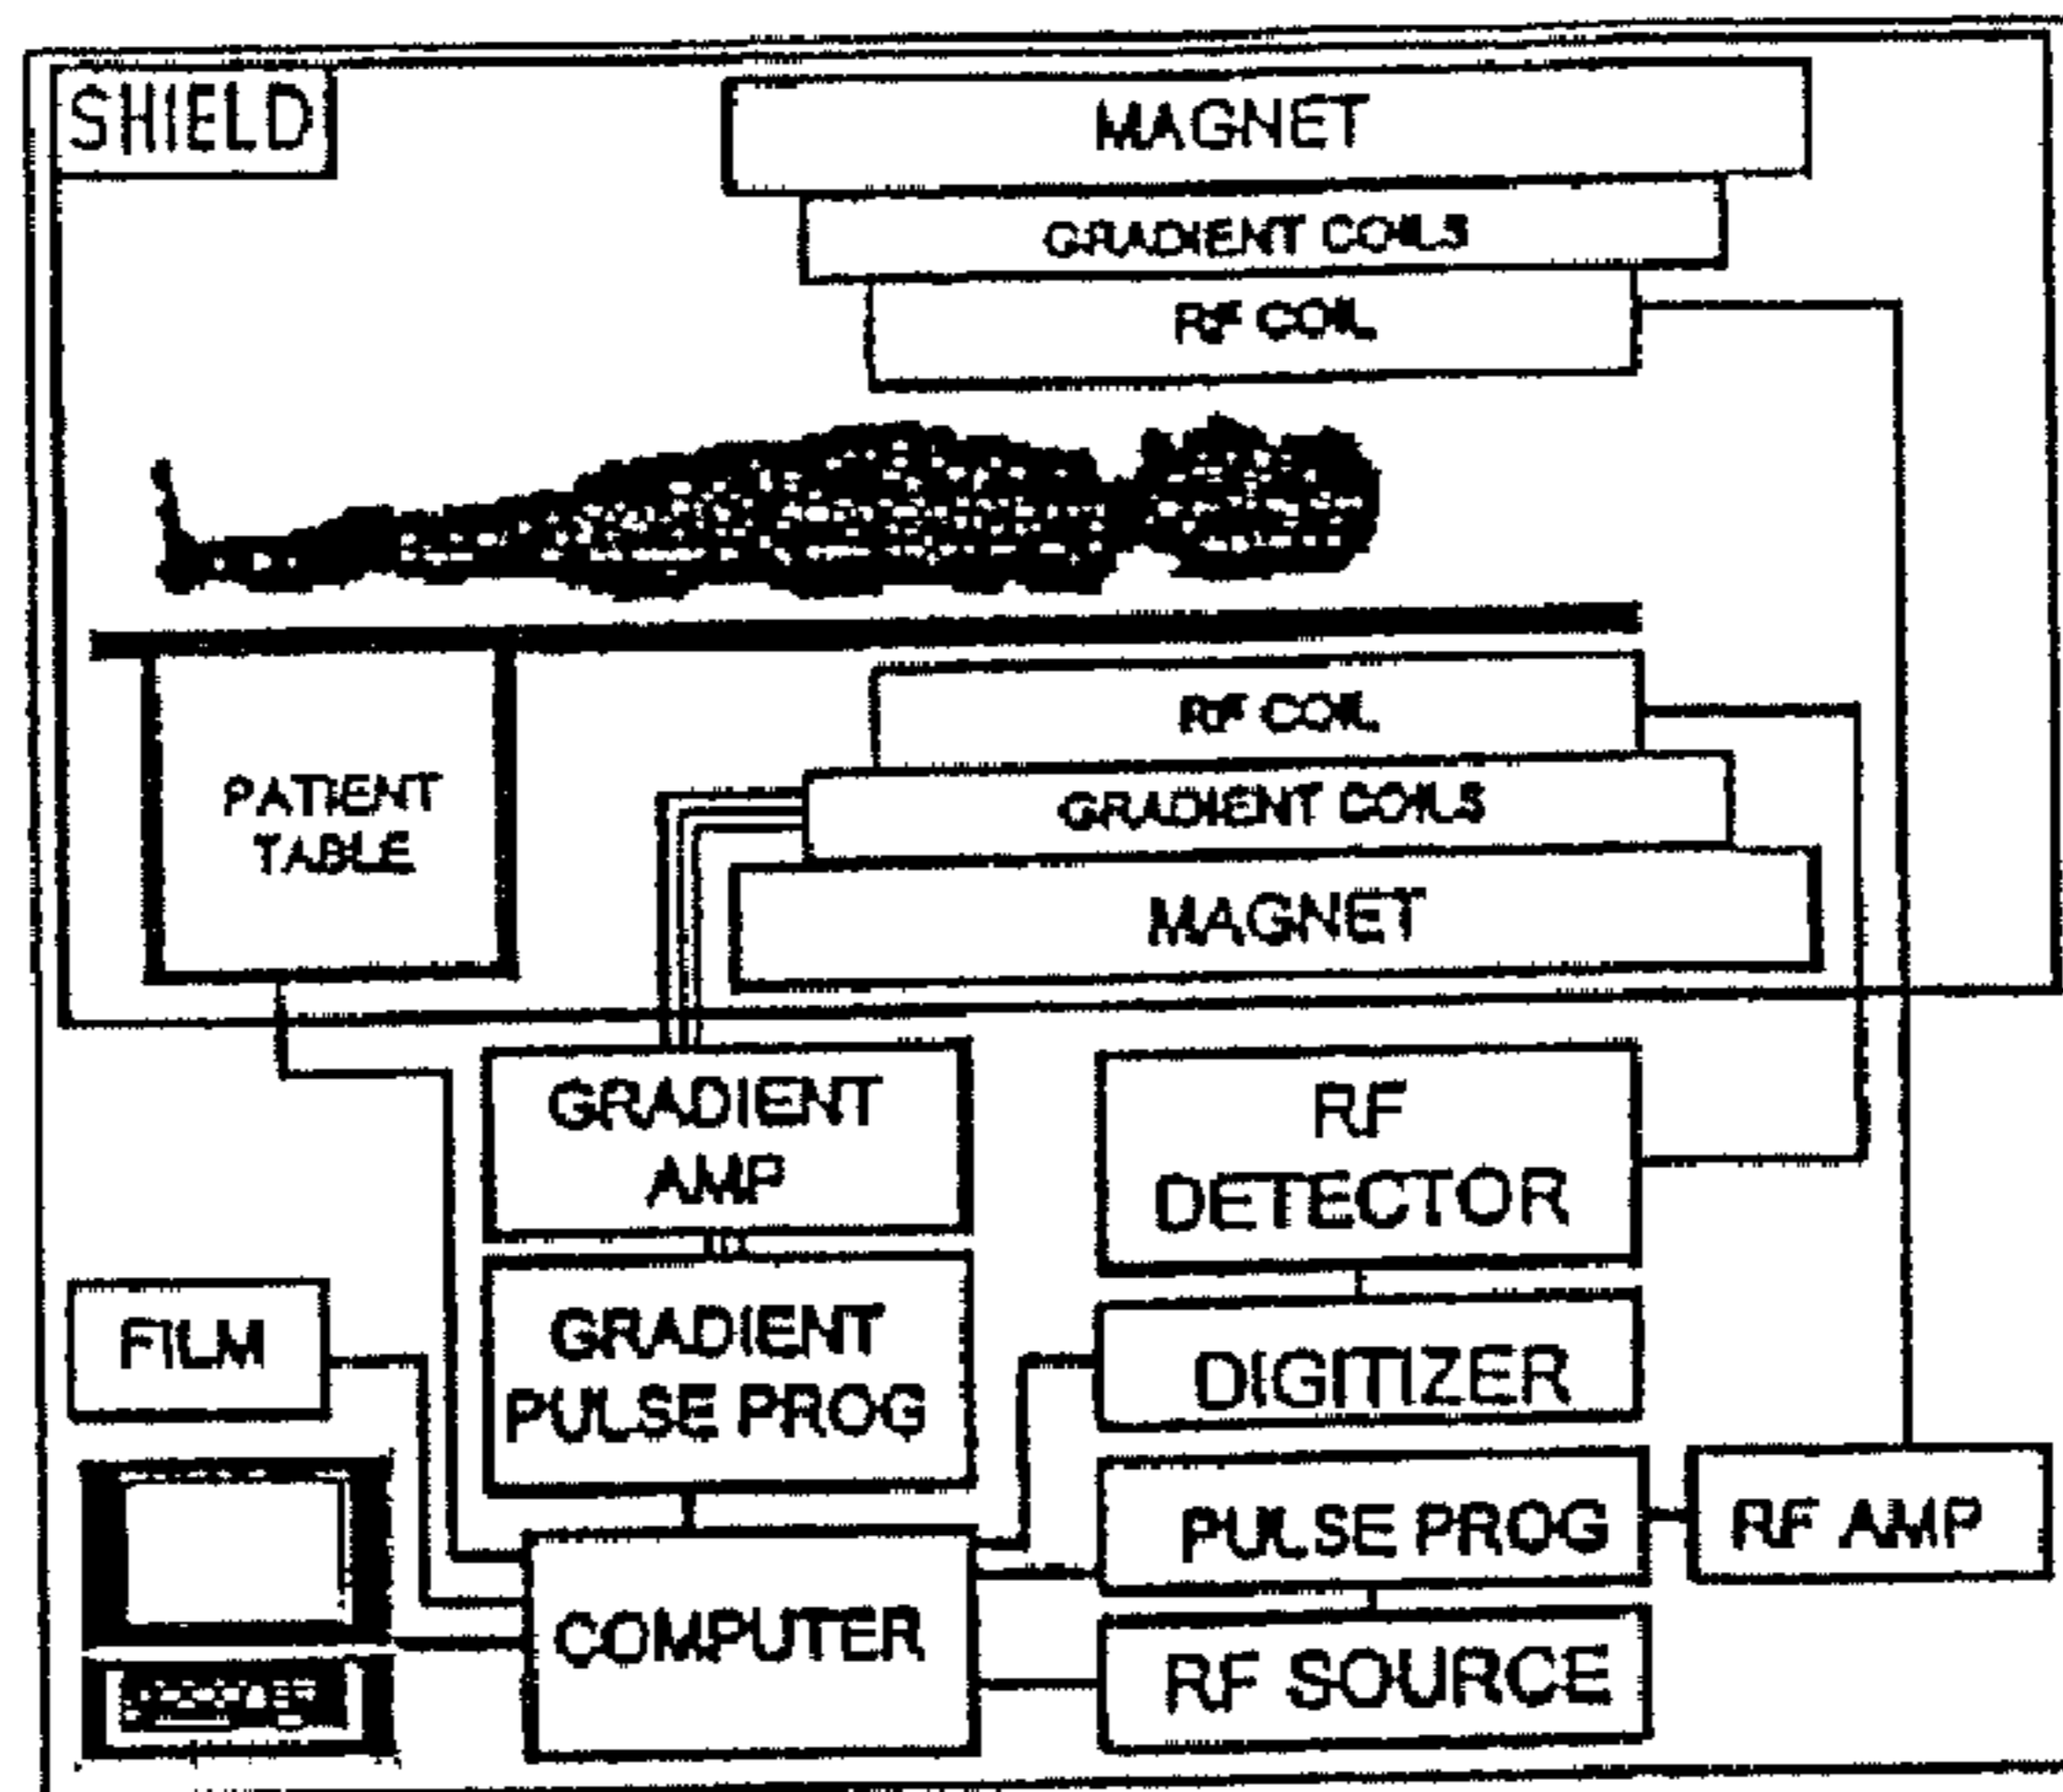 SHIELD
MAGNET
GRADIENT COILS
RF COIL
RF COIL
PATIENT
TABLE
GRADIENT COILS
MAGNET
GRADIENT
AMP
RF
DETECTOR
FILM
GRADIENT
PULSE PROG
DIGITIZER
PULSE PROG
RF AMP
COMPUTER
RF SOURCE